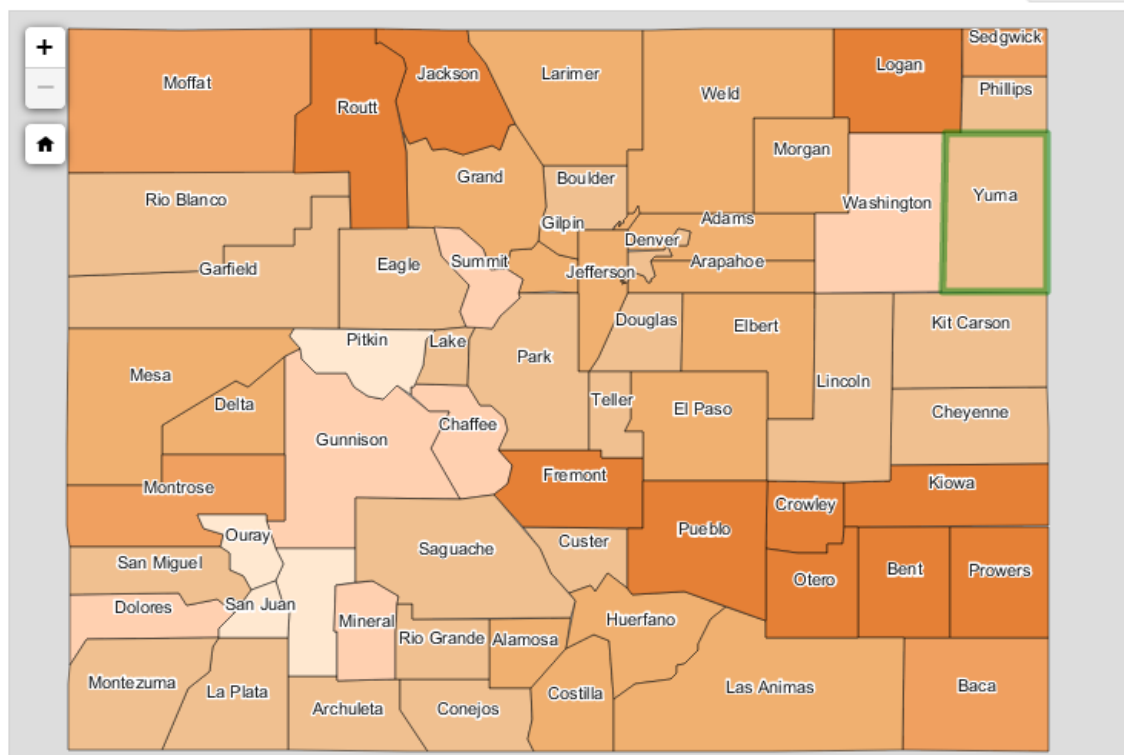 +
−
Moffat
Routt
Jackson
Larimer
Weld
Logan
Sedgwick
Phillips
Rio Blanco
Grand
Boulder
Morgan
Washington
Yuma
Garfield
Eagle
Summit
Gilpin
Denver
Adams
Jefferson
Arapahoe
Mesa
Pitkin
Lake
Park
Douglas
Elbert
Lincoln
Kit Carson
Delta
Gunnison
Chaffee
Teller
El Paso
Cheyenne
Montrose
Fremont
Crowley
Kiowa
Ouray
Saguache
Custer
Pueblo
San Miguel
Otero
Bent
Prowers
Dolores
San Juan
Mineral
Rio Grande
Alamosa
Huerfano
Montezuma
La Plata
Archuleta
Conejos
Costilla
Las Animas
Baca